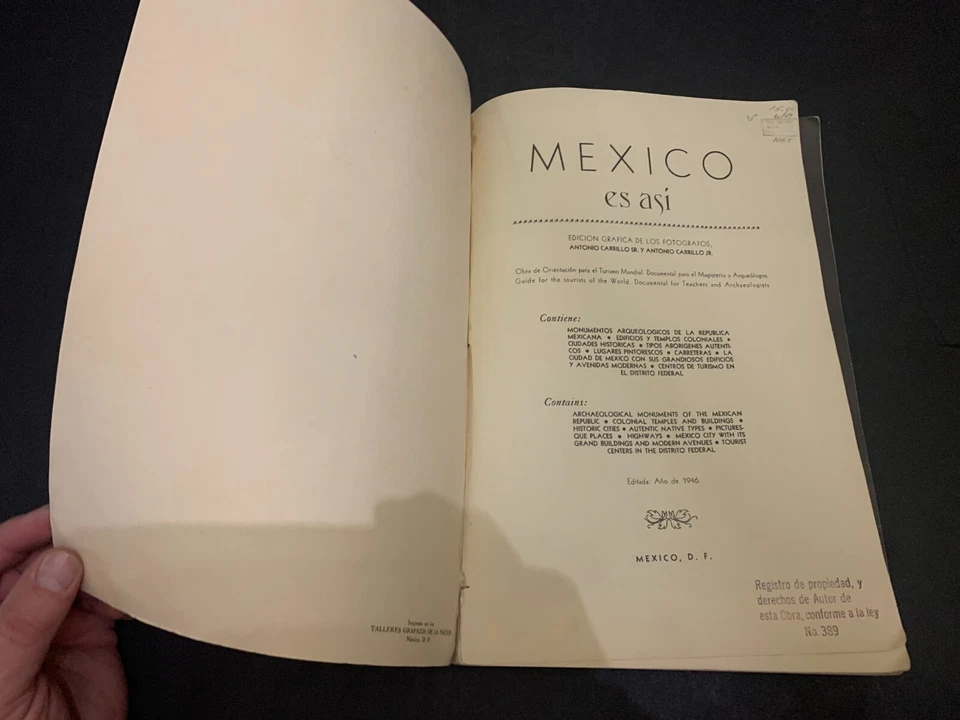 Impreso en los
TALLERES GRAFICOS DE LA NACION
México D F
MEXICO
es así
EDICION GRAFICA DE LOS FOTOGRAFOS,
ANTONIO CARRILLO SR. Y ANTONIO CARRILLO JR.
Obra de Orientación para el Turismo Mundial. Documental para el Magisterio y Arqueólogos
Guide for the tourists of the World. Documental for Teachers and Archaeologists
Contiene:
MONUMENTOS ARQUEOLOGICOS DE LA REPUBLICA
MEXICANA • EDIFICIOS Y TEMPLOS COLONIALES •
CIUDADES HISTORICAS • TIPOS ABORIGENES AUTENTI-
COS • LUGARES PINTORESCOS • CARRETERAS • LA
CIUDAD DE MEXICO CON SUS GRANDIOSOS EDIFICIOS
Y AVENIDAS MODERNAS • CENTROS DE TURISMO EN
EL DISTRITO FEDERAL
Contains:
ARCHAEOLOGICAL MONUMENTS OF THE MEXICAN
REPUBLIC • COLONIAL TEMPLES AND BUILDINGS •
HISTORIC CITIES • AUTENTIC NATIVE TYPES • PICTURES-
QUE PLACES • HIGHWAYS • MEXICO CITY WITH ITS
GRAND BUILDINGS AND MODERN AVENUES • TOURIST
CENTERS IN THE DISTRITO FEDERAL
Editada: Año de 1946.
MEXICO, D. F.
Registro de propiedad, y
derechos de Autor de
esta Obra, conforme a la ley
No. 389